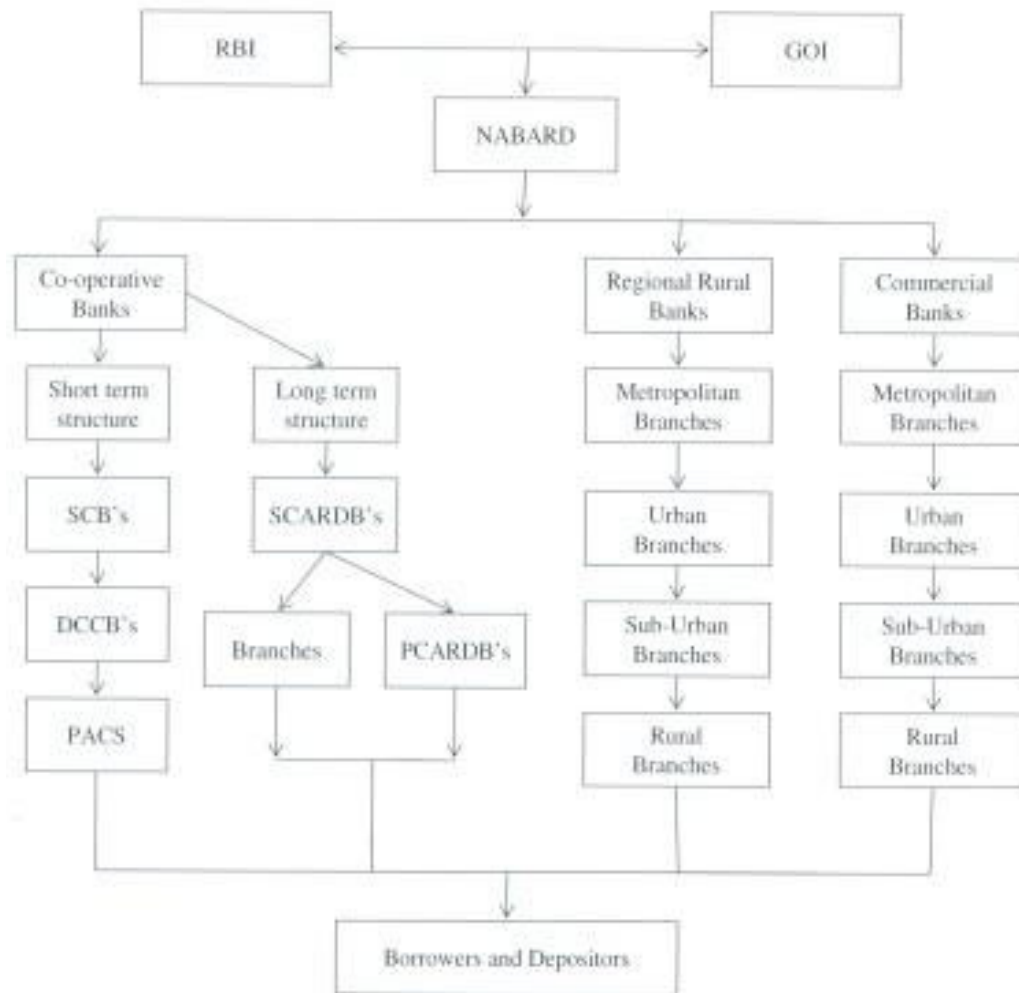 RBI
GOI
NABARD
Co-operative
Banks
Regional Rural
Banks
Commercial
Banks
Short term
structure
Long term
structure
Metropolitan
Branches
Metropolitan
Branches
SCB's
SCARDB's
Urban
Branches
Urban
Branches
DCCB's
Branches
PCARDB's
Sub-Urban
Branches
Sub-Urban
Branches
PACS
Rural
Branches
Rural
Branches
Borrowers and Depositors